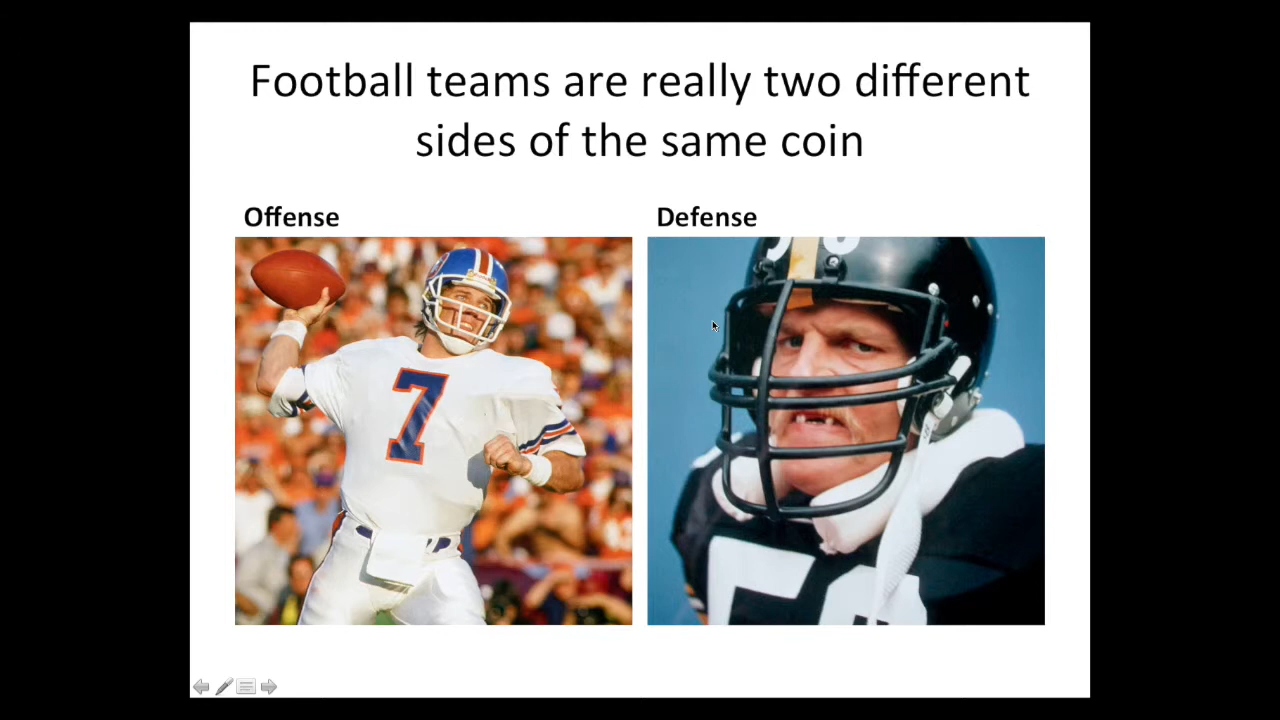 Football teams are really two different
sides of the same coin
Offense
Defense
7